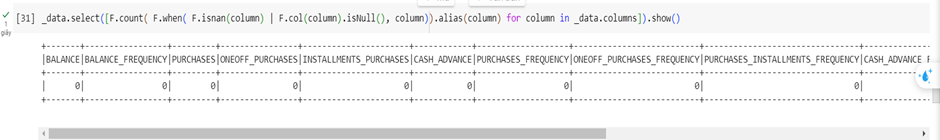 [31] _data.select([F.count( F.when( F.isnan(column) | F.col(column).isNull(), column)).alias(column) for column in _data.columns]).show()
1
giây
+-------+-----------------+---------+----------------+----------------------+------------+-------------------+--------------------------+--------------------------------+--------------
|BALANCE|BALANCE_FREQUENCY|PURCHASES|ONEOFF_PURCHASES|INSTALLMENTS_PURCHASES|CASH_ADVANCE|PURCHASES_FREQUENCY|ONEOFF_PURCHASES_FREQUENCY|PURCHASES_INSTALLMENTS_FREQUENCY|CASH_ADVANCE
+-------+-----------------+---------+----------------+----------------------+------------+-------------------+--------------------------+--------------------------------+--------------
| 0| 0| 0| 0| 0| 0| 0| 0| 0|
+-------+-----------------+---------+----------------+----------------------+------------+-------------------+--------------------------+--------------------------------+--------------